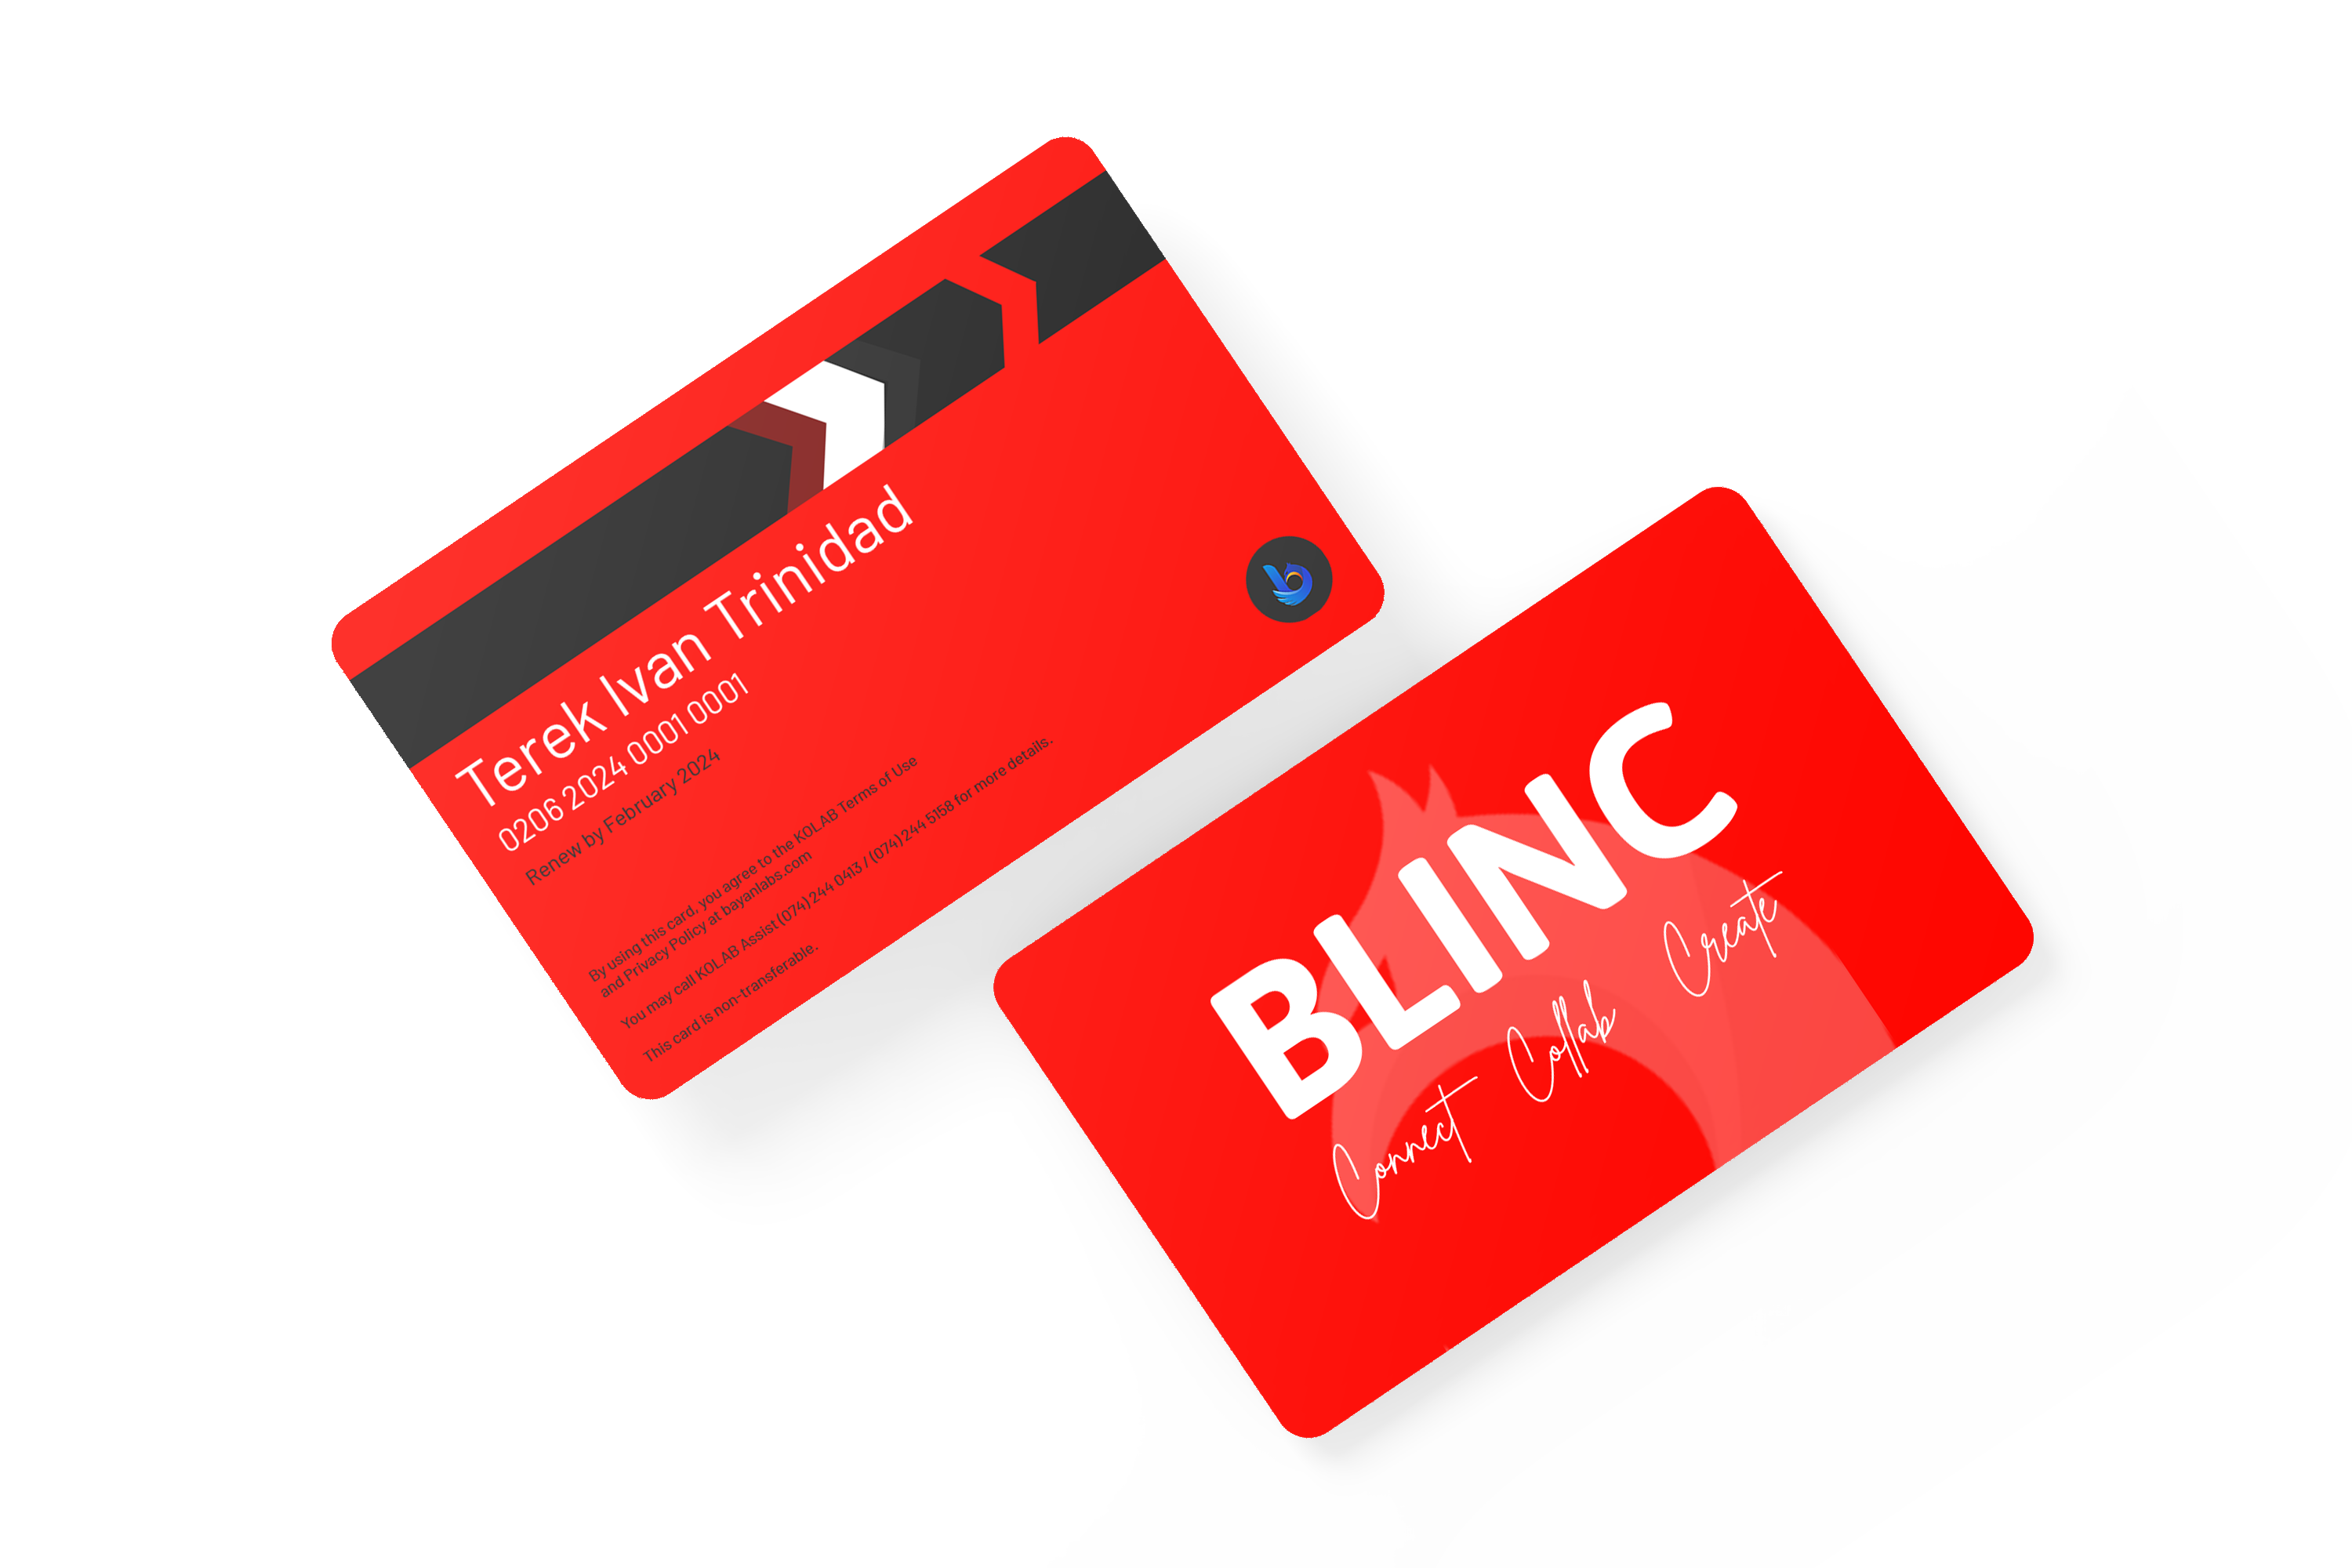 Terek Ivan Trinidad
0206 2024 0001 0001
Renew by February 2024
By using this card, you agree to the KOLAB Terms of Use
and Privacy Policy at bayanlabs.com
You may call KOLAB Assist (074) 244 0413 / (074) 244 5158 for more details.
This card is non-transferable.
BLINC
Connect Collab Create